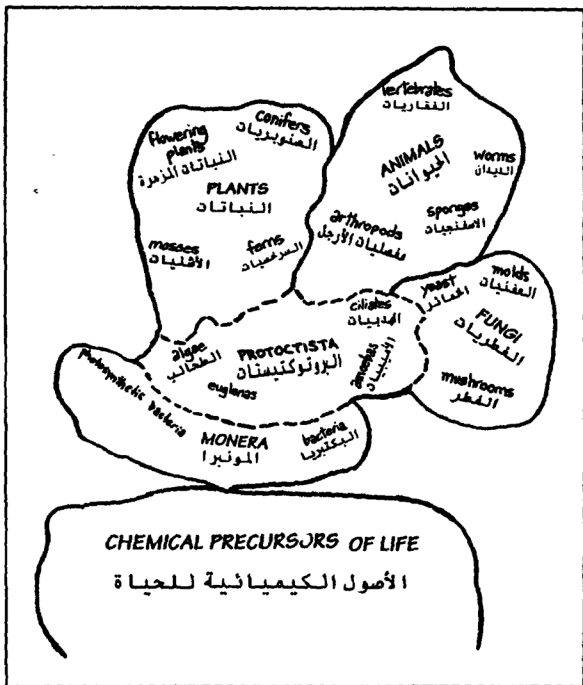 vertebrates
الفقاريات
conifers
الصنوبريات
flowering
plants
النباتات المزهرة
ANIMALS
الحيوانات
worms
الديدان
PLANTS
النباتات
sponges
الاسفنجيات
arthropods
مفصليات الأرجل
mosses
الأشنيات
ferns
السرخسيات
molds
العفنيات
yeast
الخمائر
FUNGI
الفطريات
ciliates
الهدبيات
algae
الطحالب
PROTOCTISTA
البروتوكتيستان
amoebas
الأميبيات
euglenas
mushrooms
الفطر
photosynthetic bacteria
MONERA
المونيرا
bacteria
البكتيريا
CHEMICAL PRECURSORS OF LIFE
الأصول الكيميائية للحياة